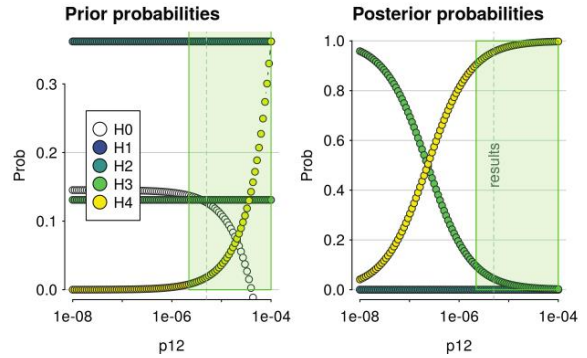 Prior probabilities
Prob
0.3
0.2
0.1
0.0
H0
H1
H2
H3
H4
1e-08
1e-06
1e-04
p12
Posterior probabilities
Prob
1.0
0.8
0.6
0.4
0.2
0.0
results
1e-08
1e-06
1e-04
p12